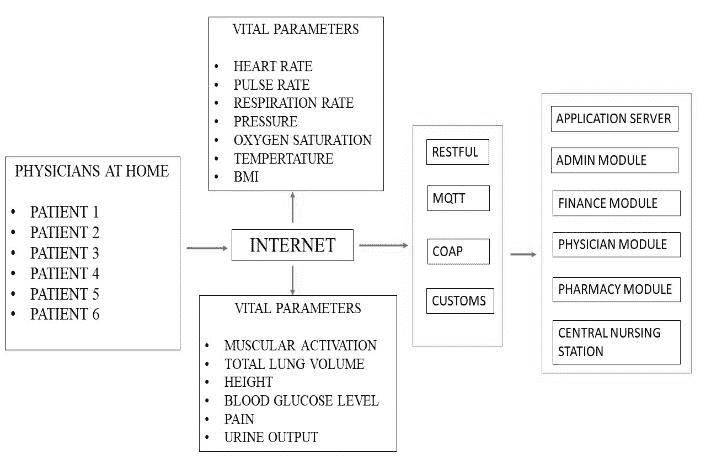 PHYSICIANS AT HOME
• PATIENT 1
• PATIENT 2
• PATIENT 3
• PATIENT 4
• PATIENT 5
• PATIENT 6
VITAL PARAMETERS
• HEART RATE
• PULSE RATE
• RESPIRATION RATE
• PRESSURE
• OXYGEN SATURATION
• TEMPERTATURE
• BMI
INTERNET
VITAL PARAMETERS
• MUSCULAR ACTIVATION
• TOTAL LUNG VOLUME
• HEIGHT
• BLOOD GLUCOSE LEVEL
• PAIN
• URINE OUTPUT
RESTFUL
MQTT
COAP
CUSTOMS
APPLICATION SERVER
ADMIN MODULE
FINANCE MODULE
PHYSICIAN MODULE
PHARMACY MODULE
CENTRAL NURSING
STATION